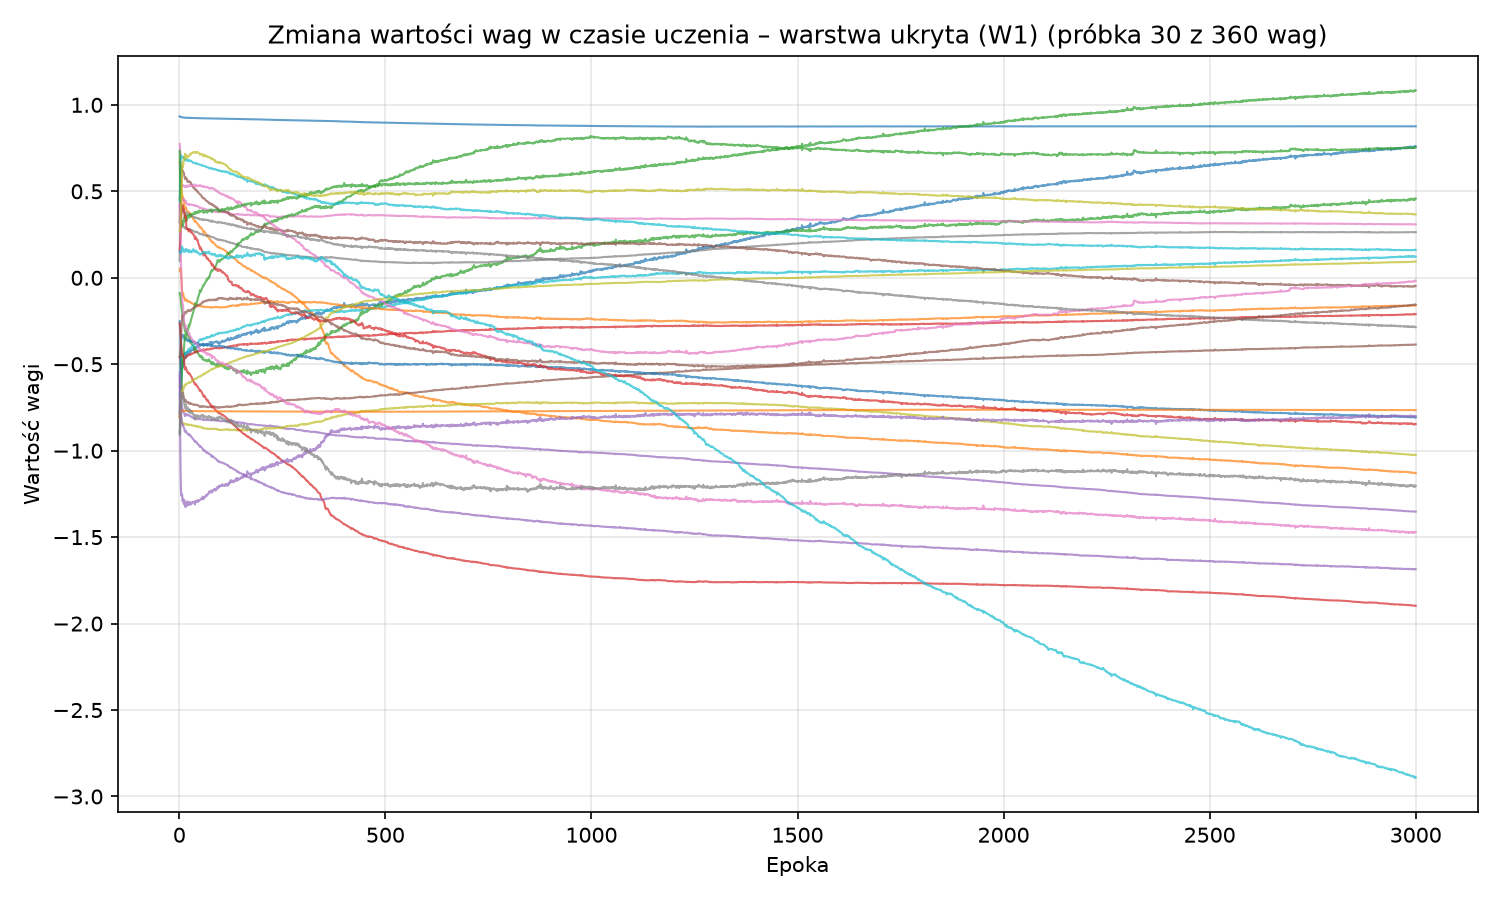 Zmiana wartości wag w czasie uczenia – warstwa ukryta (W1) (próbka 30 z 360 wag)
Wartość wagi
1.0
0.5
0.0
−0.5
−1.0
−1.5
−2.0
−2.5
−3.0
0 500 1000 1500 2000 2500 3000
Epoka